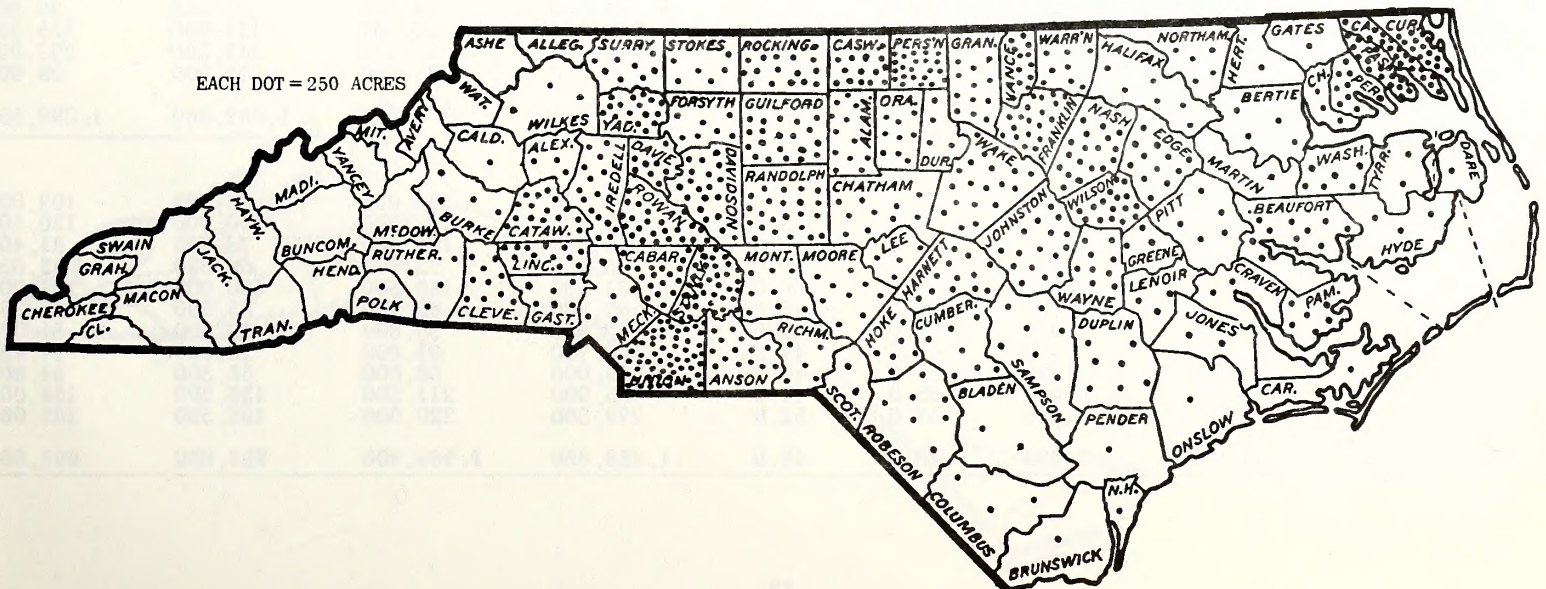 EACH DOT = 250 ACRES
ASHE ALLEG. SURRY STOKES ROCKING. CASW. PERS'N GRAN. VANCE WARR'N HALIFAX NORTHAM. HERT. GATES CA. CUR.
PAS. PER. CH. BERTIE
WAT. WILKES YAD. FORSYTH GUILFORD ALAM. ORA. DUR. FRANKLIN NASH EDGE. MARTIN WASH. TYRR. DARE
MIT. AVERY CALD. ALEX. IREDELL DAVIE DAVIDSON RANDOLPH CHATHAM WAKE WILSON PITT BEAUFORT HYDE
MADI. YANCEY McDOW. BURKE CATAW. ROWAN JOHNSTON GREENE
SWAIN HAYW. BUNCOM. RUTHER. LINC. CABAR. STANLY MONT. MOORE LEE HARNETT WAYNE LENOIR CRAVEN PAM.
GRAH. JACK. HEND. POLK CLEVE. GAST. MECK. RICHM. HOKE CUMBER. SAMPSON DUPLIN JONES
CHEROKEE MACON CL. TRAN. UNION ANSON SCOT. ROBESON BLADEN PENDER ONSLOW CAR.
COLUMBUS BRUNSWICK N.H.